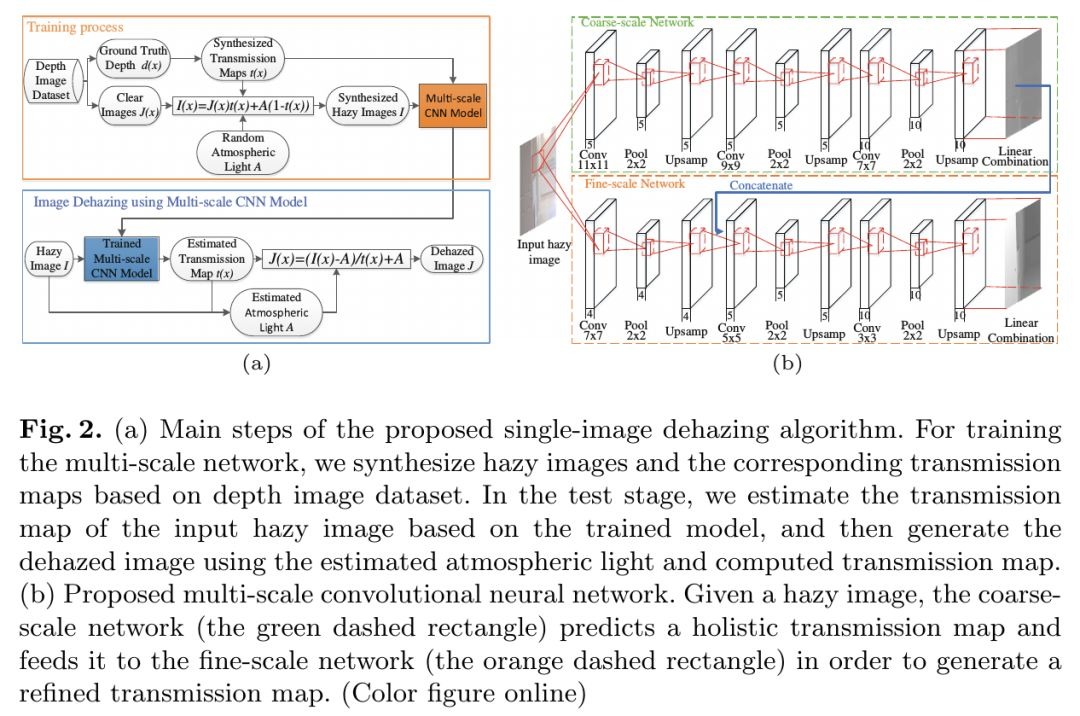 Training process
Depth
Image
Dataset
Ground Truth
Depth d(x)
Synthesized
Transmission
Maps t(x)
Clear
Images J(x)
I(x)=J(x)t(x)+A(1-t(x))
Synthesized
Hazy Images I
Multi-scale
CNN Model
Random
Atmospheric
Light A
Image Dehazing using Multi-scale CNN Model
Hazy
Image I
Trained
Multi-scale
CNN Model
Estimated
Transmission
Map t(x)
J(x)=(I(x)-A)/t(x)+A
Dehazed
Image J
Estimated
Atmospheric
Light A
(a)
Coarse-scale Network
5 5 5 5 5 5 10 10 10
Conv 11x11
Pool 2x2
Upsamp
Conv 9x9
Pool 2x2
Upsamp
Conv 7x7
Pool 2x2
Upsamp
Linear Combination
Input hazy
image
Fine-scale Network
Concatenate
4 4 4 5 5 5 10 10 10
Conv 7x7
Pool 2x2
Upsamp
Conv 5x5
Pool 2x2
Upsamp
Conv 3x3
Pool 2x2
Upsamp
Linear Combination
(b)
Fig. 2. (a) Main steps of the proposed single-image dehazing algorithm. For training
the multi-scale network, we synthesize hazy images and the corresponding transmission
maps based on depth image dataset. In the test stage, we estimate the transmission
map of the input hazy image based on the trained model, and then generate the
dehazed image using the estimated atmospheric light and computed transmission map.
(b) Proposed multi-scale convolutional neural network. Given a hazy image, the coarse-
scale network (the green dashed rectangle) predicts a holistic transmission map and
feeds it to the fine-scale network (the orange dashed rectangle) in order to generate a
refined transmission map. (Color figure online)